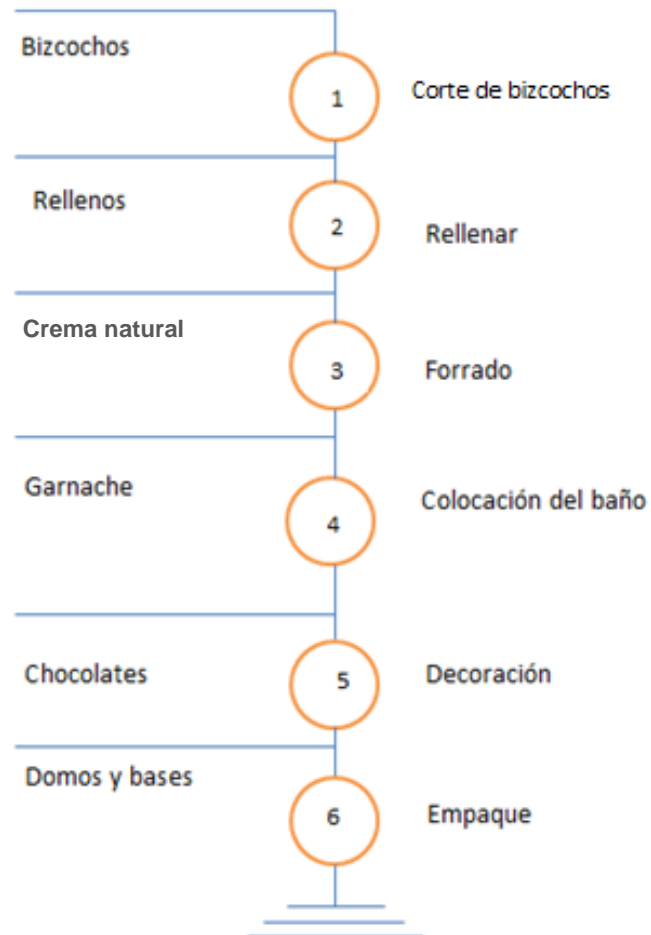 Bizcochos
1
Corte de bizcochos
Rellenos
2
Rellenar
Crema natural
3
Forrado
Garnache
4
Colocación del baño
Chocolates
5
Decoración
Domos y bases
6
Empaque